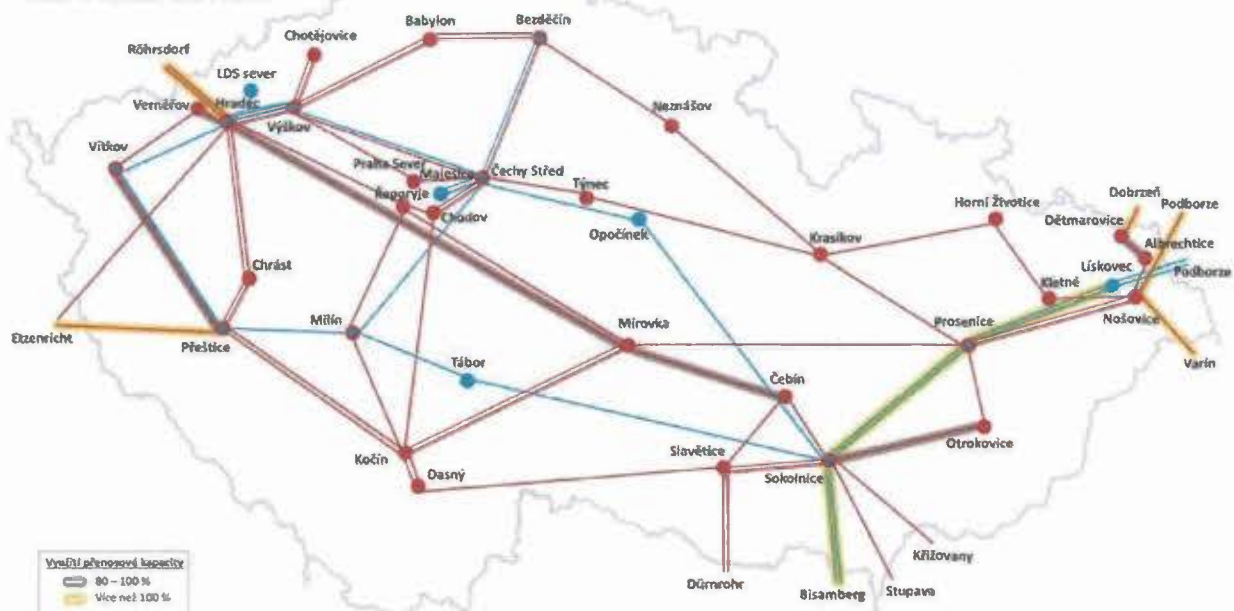 Babylon
Bezděčín
Chotějovice
Röhrsdorf
LDS sever
Verněřov
Hradec
Výškov
Neznášov
Vítkov
Praha Sever
Malešice
Čechy Střed
Řeporyje
Chodov
Týnec
Opočínek
Horní Životice
Dobrzeň
Podborze
Dětmarovice
Albrechtice
Lískovec
Podborze
Krasíkov
Kletné
Nošovice
Chrást
Etzenricht
Přeštice
Milín
Mírovka
Prosenice
Varín
Tábor
Čebín
Otrokovice
Kočín
Dasný
Slavětice
Sokolnice
Křižovany
Dürnrohr
Bisamberg
Stupava
Využití přenosové kapacity
80 – 100 %
Více než 100 %